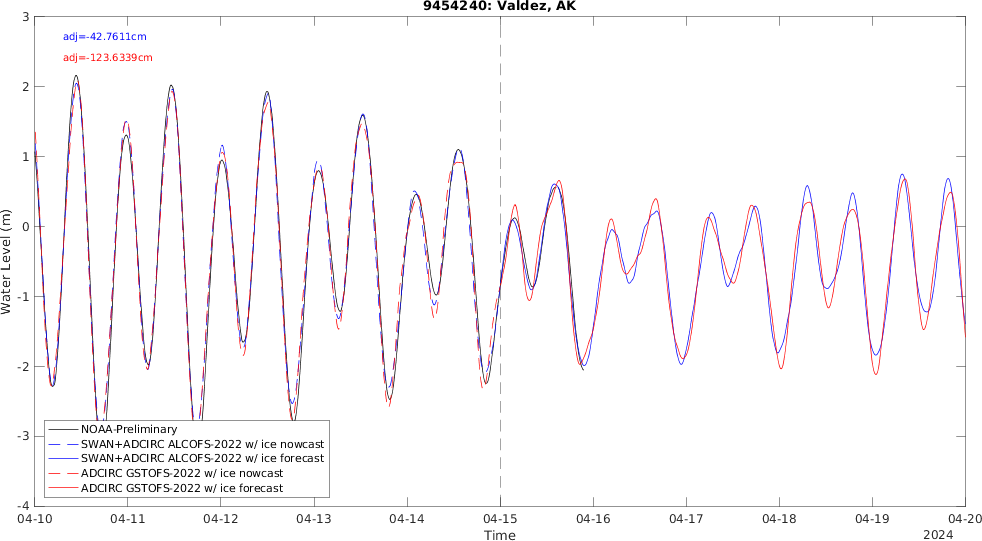 9454240: Valdez, AK
adj=-42.7611cm
adj=-123.6339cm
3
2
1
0
-1
-2
-3
-4
Water Level (m)
NOAA-Preliminary
SWAN+ADCIRC ALCOFS-2022 w/ ice nowcast
SWAN+ADCIRC ALCOFS-2022 w/ ice forecast
ADCIRC GSTOFS-2022 w/ ice nowcast
ADCIRC GSTOFS-2022 w/ ice forecast
04-10 04-11 04-12 04-13 04-14 04-15 04-16 04-17 04-18 04-19 04-20
Time
2024